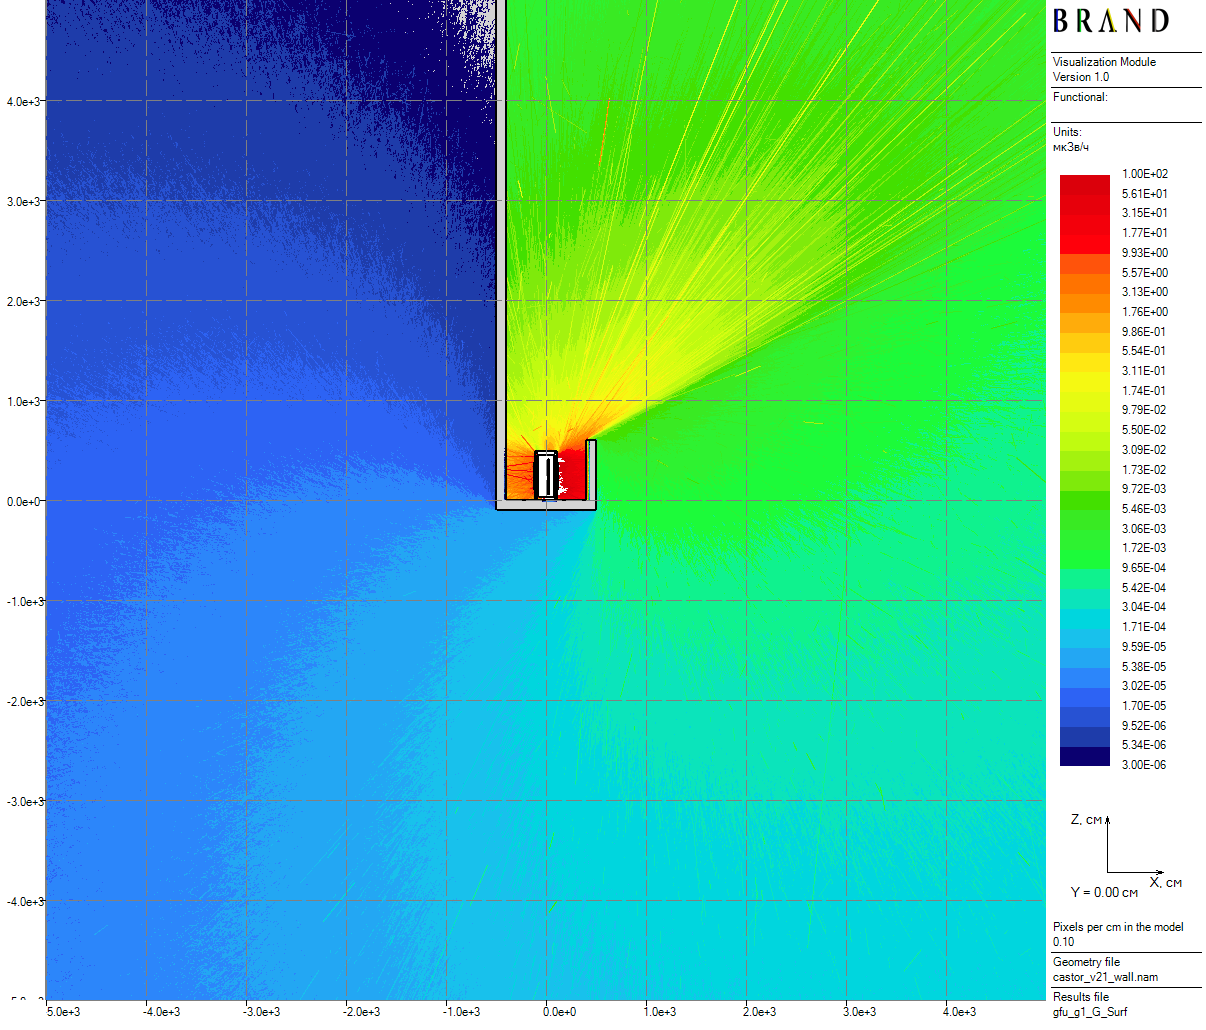 BRAND
Visualization Module
Version 1.0
Functional:
Units:
мкЗв/ч
1.00E+02
5.61E+01
3.15E+01
1.77E+01
9.93E+00
5.57E+00
3.13E+00
1.76E+00
9.86E-01
5.54E-01
3.11E-01
1.74E-01
9.79E-02
5.50E-02
3.09E-02
1.73E-02
9.72E-03
5.46E-03
3.06E-03
1.72E-03
9.65E-04
5.42E-04
3.04E-04
1.71E-04
9.59E-05
5.38E-05
3.02E-05
1.70E-05
9.52E-06
5.34E-06
3.00E-06
Z, см
X, см
Y = 0.00 см
Pixels per cm in the model
0.10
Geometry file
castor_v21_wall.nam
Results file
gfu_g1_G_Surf
4.0e+3
3.0e+3
2.0e+3
1.0e+3
0.0e+0
-1.0e+3
-2.0e+3
-3.0e+3
-4.0e+3
-5.0e+3
5.0e+3
-4.0e+3
-3.0e+3
-2.0e+3
-1.0e+3
0.0e+0
1.0e+3
2.0e+3
3.0e+3
4.0e+3